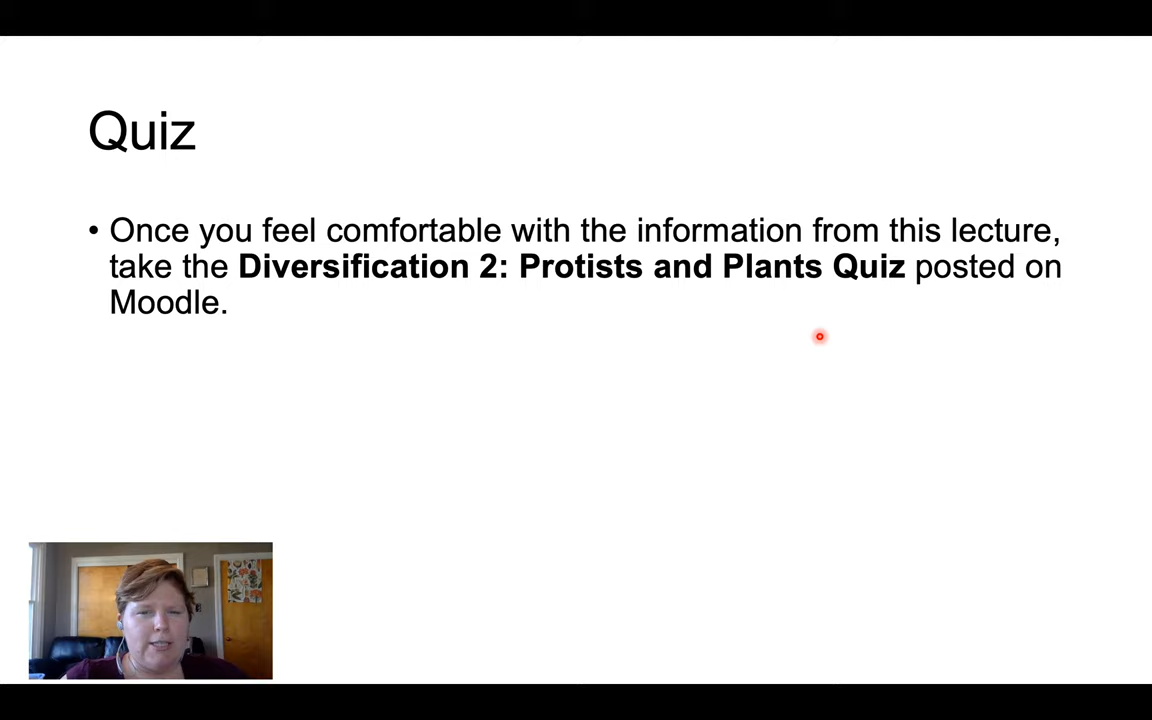 Quiz
• Once you feel comfortable with the information from this lecture,
take the Diversification 2: Protists and Plants Quiz posted on
Moodle.